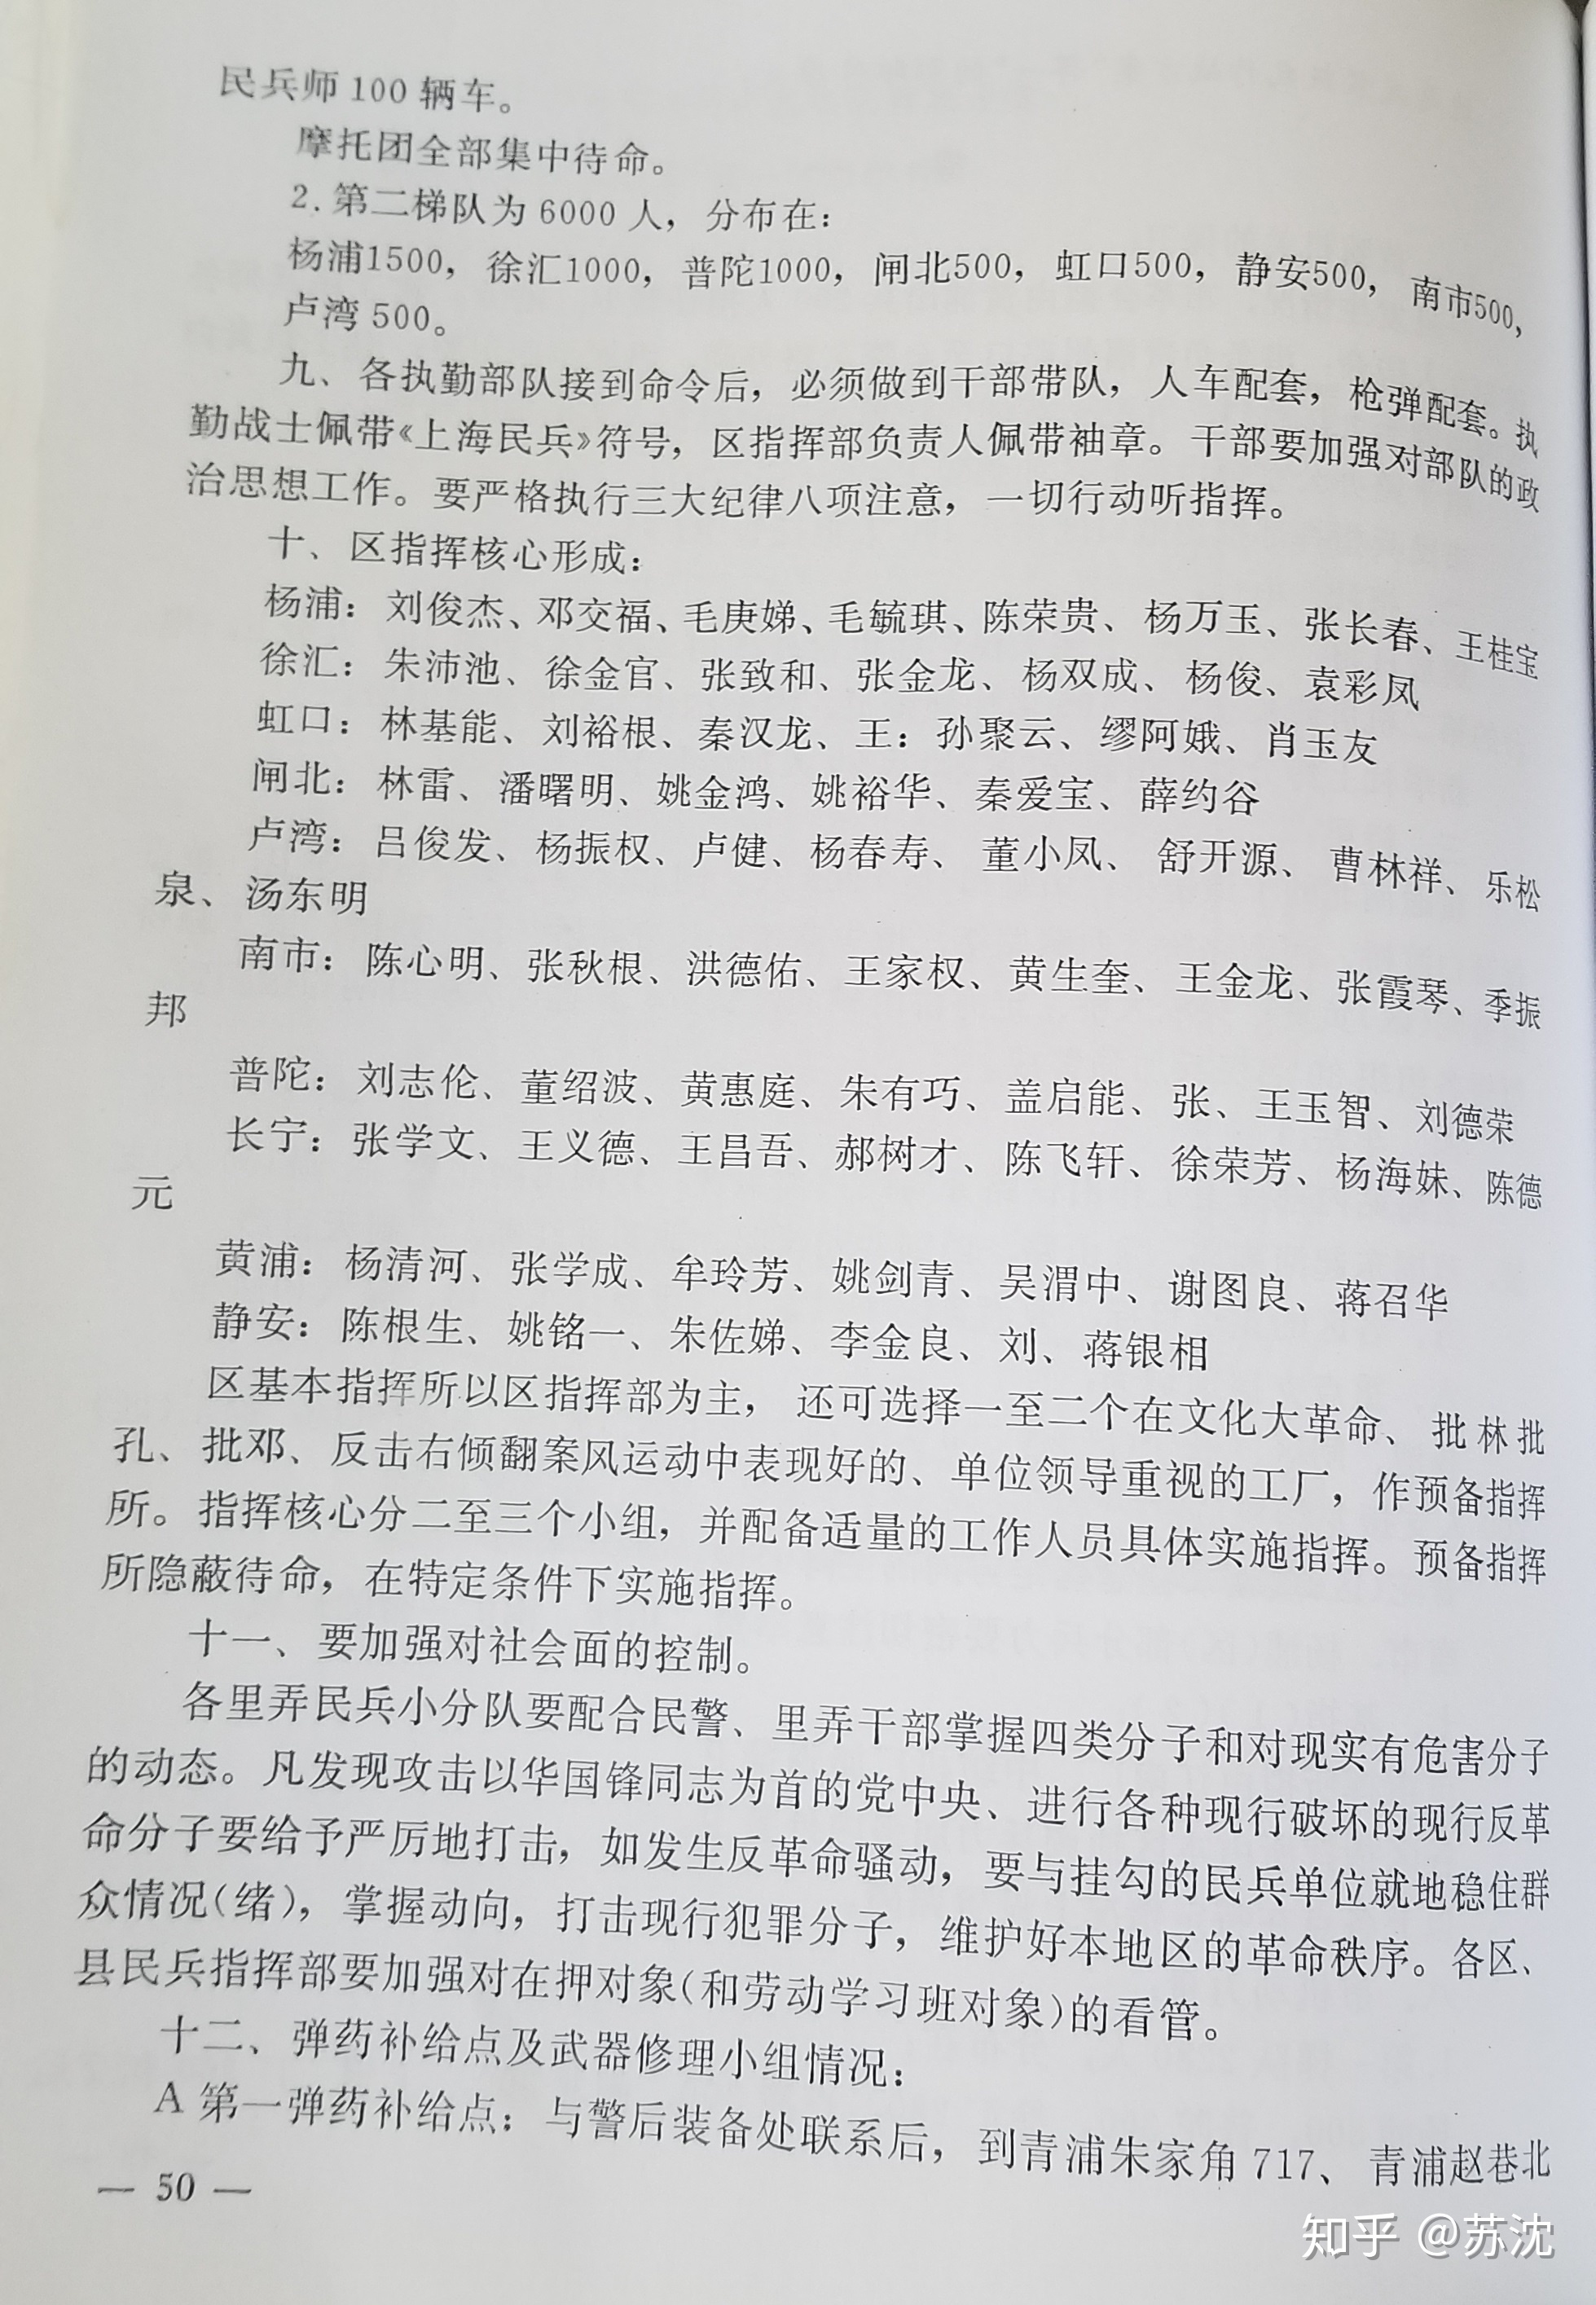 民兵师100辆车。
摩托团全部集中待命。
2.第二梯队为6000人，分布在：
杨浦1500，徐汇1000，普陀1000，闸北500，虹口500，静安500，南市500，
卢湾500。
九、各执勤部队接到命令后，必须做到干部带队，人车配套，枪弹配套。执
勤战士佩带《上海民兵》符号，区指挥部负责人佩带袖章。干部要加强对部队的政
治思想工作。要严格执行三大纪律八项注意，一切行动听指挥。
十、区指挥核心形成：
杨浦：刘俊杰、邓交福、毛庚娣、毛毓琪、陈荣贵、杨万玉、张长春、王桂宝
徐汇：朱沛池、徐金官、张致和、张金龙、杨双成、杨俊、袁彩凤
虹口：林基能、刘裕根、秦汉龙、王：孙聚云、缪阿娥、肖玉友
闸北：林雷、潘曙明、姚金鸿、姚裕华、秦爱宝、薛约谷
卢湾：吕俊发、杨振权、卢健、杨春寿、董小凤、舒开源、曹林祥、乐松
泉、汤东明
南市：陈心明、张秋根、洪德佑、王家权、黄生奎、王金龙、张霞琴、季振
邦
普陀：刘志伦、董绍波、黄惠庭、朱有巧、盖启能、张、王玉智、刘德荣
长宁：张学文、王义德、王昌吾、郝树才、陈飞轩、徐荣芳、杨海妹、陈德
元
黄浦：杨清河、张学成、牟玲芳、姚剑青、吴渭中、谢图良、蒋召华
静安：陈根生、姚铭一、朱佐娣、李金良、刘、蒋银相
区基本指挥所以区指挥部为主，还可选择一至二个在文化大革命、批林批
孔、批邓、反击右倾翻案风运动中表现好的、单位领导重视的工厂，作预备指挥
所。指挥核心分二至三个小组，并配备适量的工作人员具体实施指挥。预备指挥
所隐蔽待命，在特定条件下实施指挥。
十一、要加强对社会面的控制。
各里弄民兵小分队要配合民警、里弄干部掌握四类分子和对现实有危害分子
的动态。凡发现攻击以华国锋同志为首的党中央、进行各种现行破坏的现行反革
命分子要给予严厉地打击，如发生反革命骚动，要与挂勾的民兵单位就地稳住群
众情况（绪），掌握动向，打击现行犯罪分子，维护好本地区的革命秩序。各区、
县民兵指挥部要加强对在押对象（和劳动学习班对象）的看管。
十二、弹药补给点及武器修理小组情况：
A第一弹药补给点：与警后装备处联系后，到青浦朱家角717、青浦赵巷北
— 50 —
知乎 @苏沈